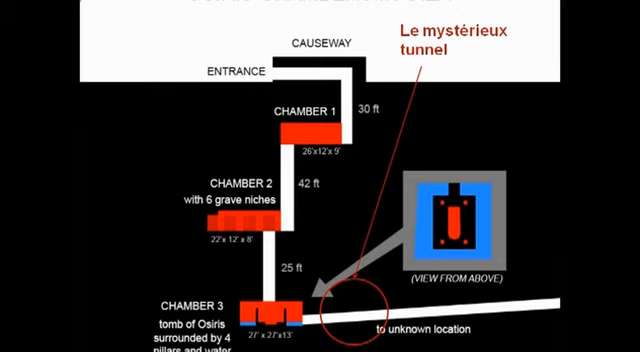 Le mystérieux
tunnel
CAUSEWAY
ENTRANCE
30 ft
CHAMBER 1
26'x12'x 9'
CHAMBER 2
with 6 grave niches
42 ft
22'x 12' x 8'
25 ft
(VIEW FROM ABOVE)
CHAMBER 3
tomb of Osiris
surrounded by 4
pillars and water
27' x 27'x13'
to unknown location